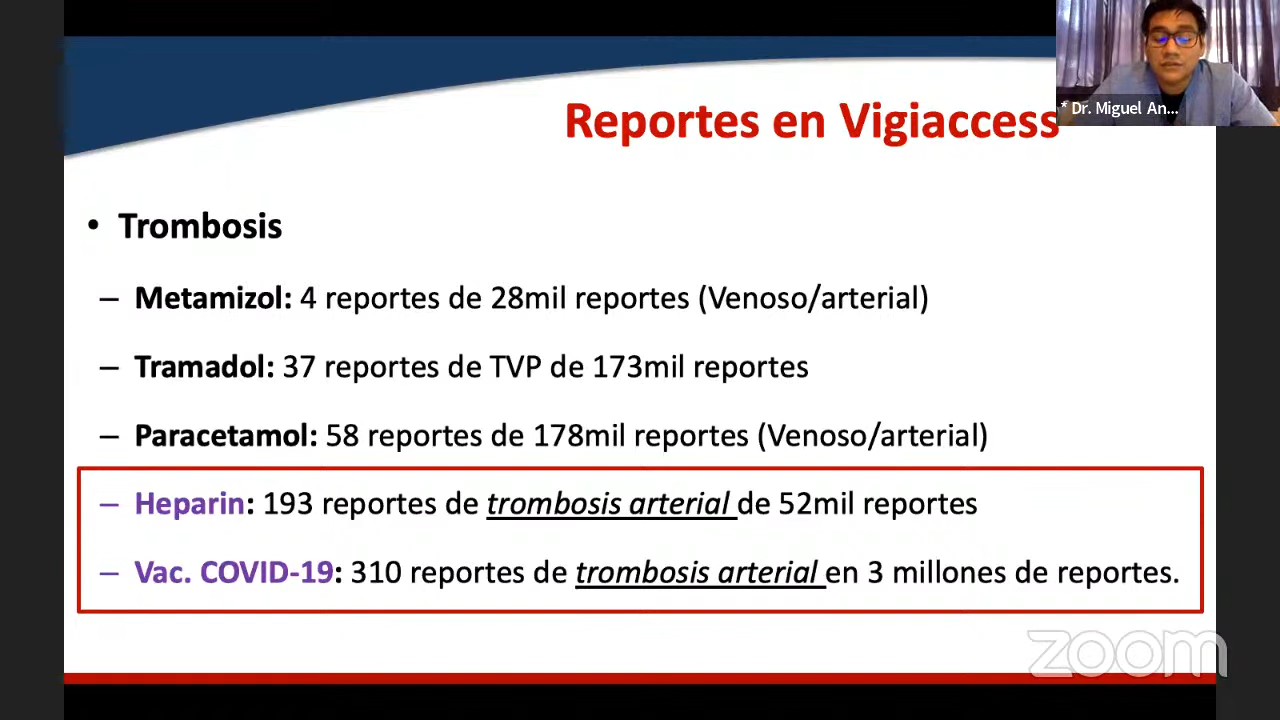 Reportes en Vigiaccess
* Dr. Miguel An...
• Trombosis
– Metamizol: 4 reportes de 28mil reportes (Venoso/arterial)
– Tramadol: 37 reportes de TVP de 173mil reportes
– Paracetamol: 58 reportes de 178mil reportes (Venoso/arterial)
– Heparin: 193 reportes de trombosis arterial de 52mil reportes
– Vac. COVID-19: 310 reportes de trombosis arterial en 3 millones de reportes.
zoom